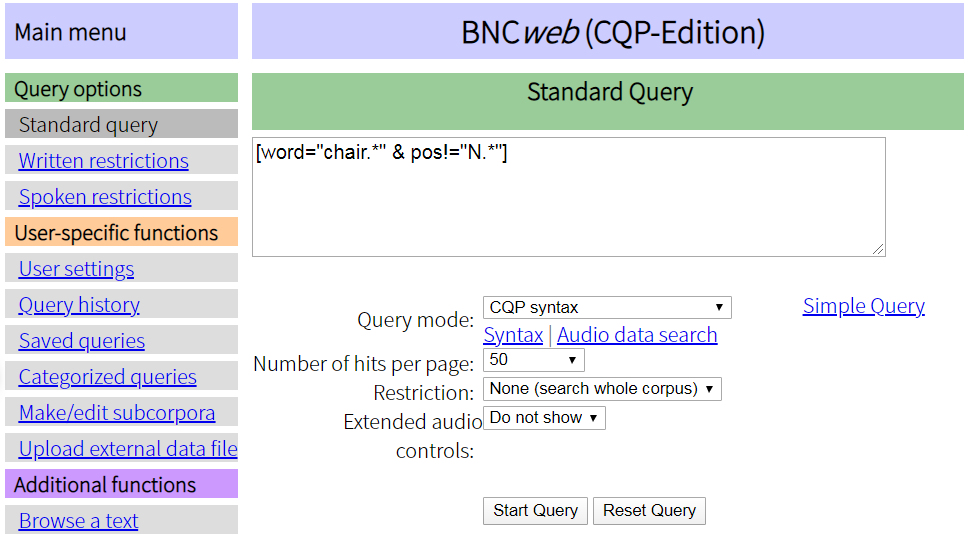 Main menu
Query options
Standard query
Written restrictions
Spoken restrictions
User-specific functions
User settings
Query history
Saved queries
Categorized queries
Make/edit subcorpora
Upload external data file
Additional functions
Browse a text
BNCweb (CQP-Edition)
Standard Query
[word="chair.*" & pos!="N.*"]
Query mode: CQP syntax Simple Query
Syntax | Audio data search
Number of hits per page: 50
Restriction: None (search whole corpus)
Extended audio Do not show
controls:
Start Query Reset Query